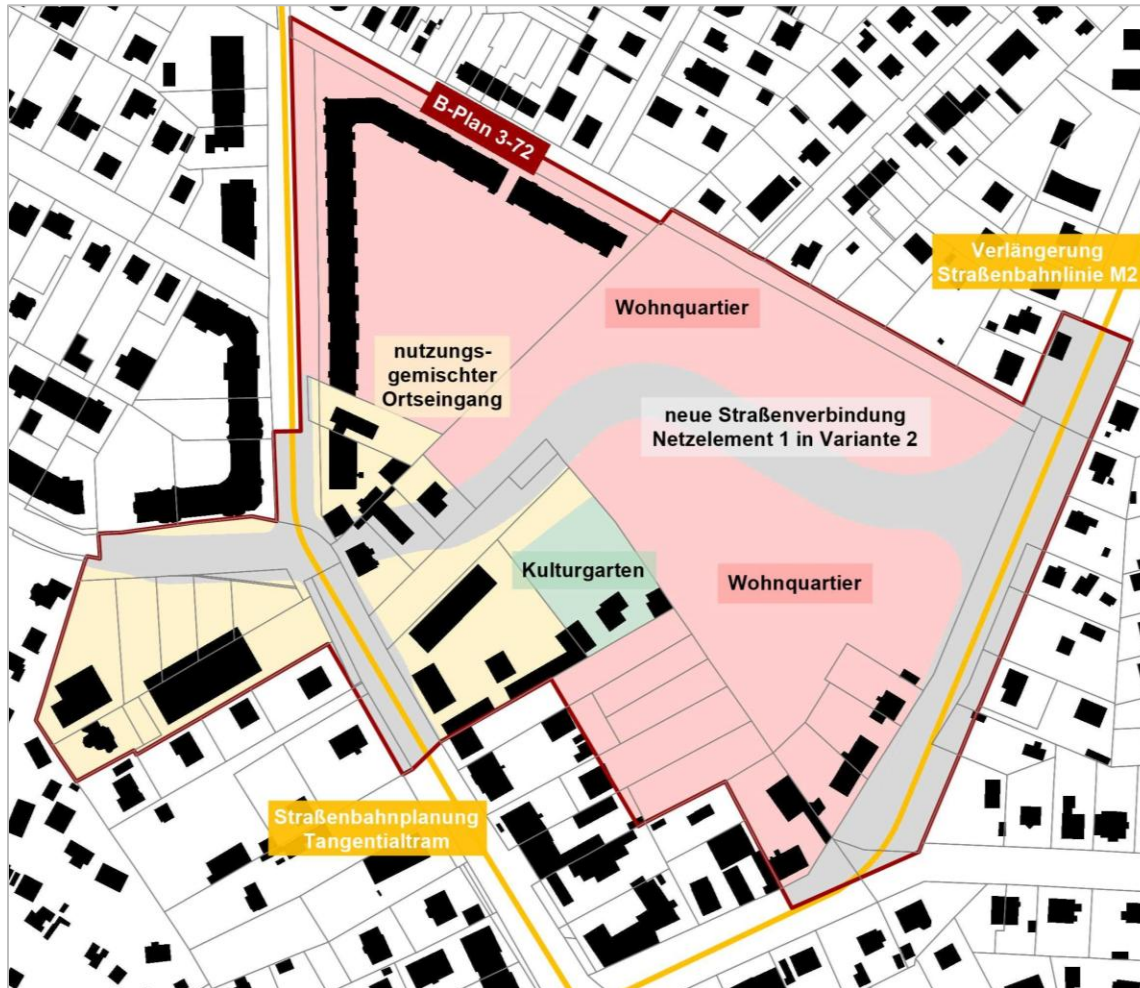 B-Plan 3-72
Verlängerung
Straßenbahnlinie M2
Wohnquartier
nutzungs-
gemischter
Ortseingang
neue Straßenverbindung
Netzelement 1 in Variante 2
Kulturgarten
Wohnquartier
Straßenbahnplanung
Tangentialtram